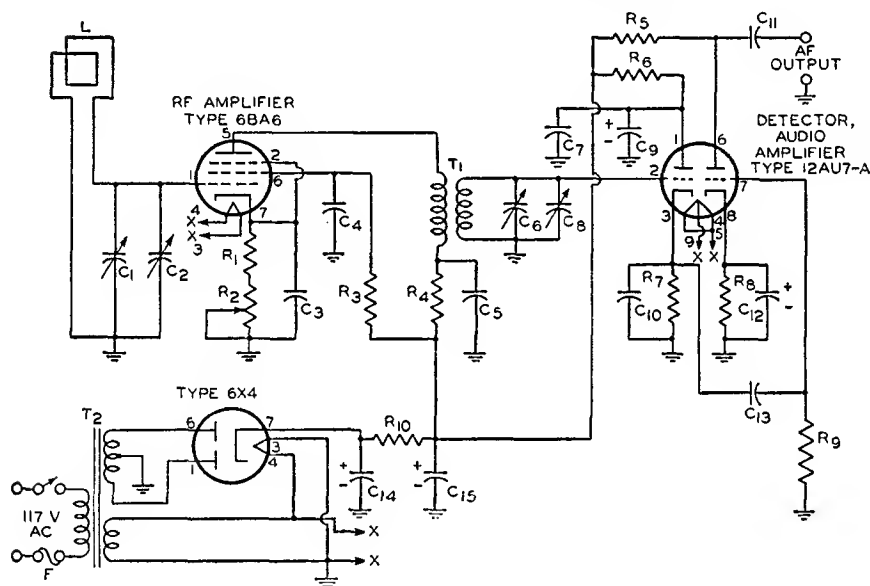 L
RF AMPLIFIER
TYPE 6BA6
5
2
1
6
4
X
X
3
7
C1
C2
R1
R2
C3
C4
R3
T1
R4
C5
C6
C8
R5
R6
C7
+
-
C9
C11
AF
OUTPUT
DETECTOR,
AUDIO
AMPLIFIER
TYPE 12AU7-A
1
6
2
7
3
9
4
5
8
X
X
R7
C10
R8
C12
+
-
C13
R9
TYPE 6X4
T2
6
7
1
3
4
R10
+
-
C14
+
-
C15
117 V
AC
F
X
X